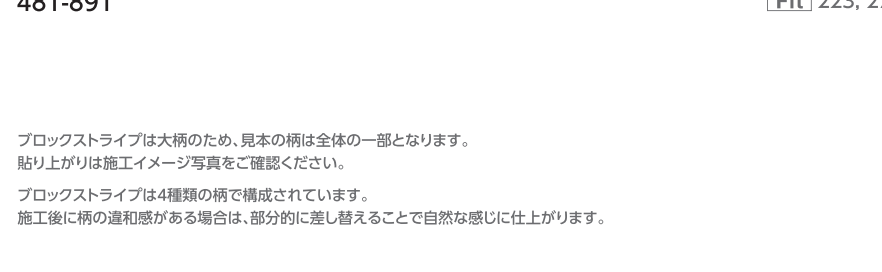 481-891
Fit 223, 2
ブロックストライプは大柄のため、見本の柄は全体の一部となります。
貼り上がりは施工イメージ写真をご確認ください。
ブロックストライプは4種類の柄で構成されています。
施工後に柄の違和感がある場合は、部分的に差し替えることで自然な感じに仕上がります。